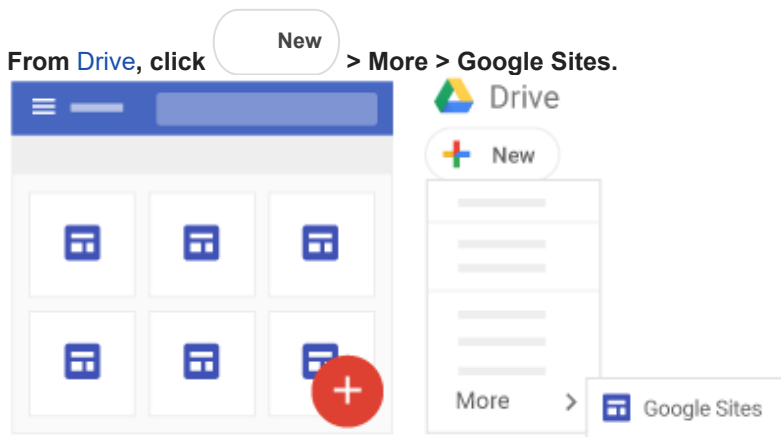 From Drive, click New > More > Google Sites.
Drive
New
More >
Google Sites